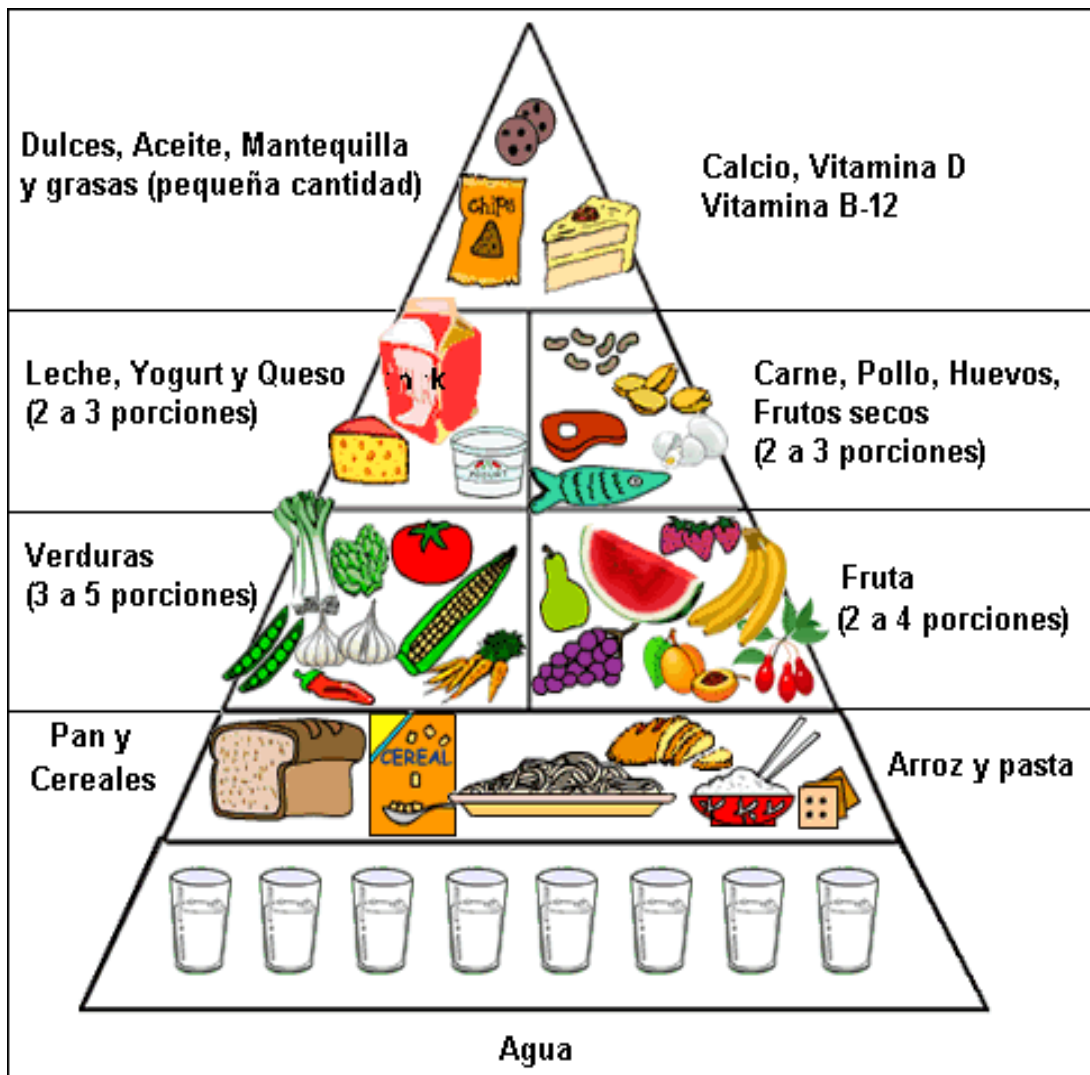 Dulces, Aceite, Mantequilla
y grasas (pequeña cantidad)
Calcio, Vitamina D
Vitamina B-12
chips
Leche, Yogurt y Queso
(2 a 3 porciones)
Carne, Pollo, Huevos,
Frutos secos
(2 a 3 porciones)
YOGURT
Verduras
(3 a 5 porciones)
Fruta
(2 a 4 porciones)
Pan y
Cereales
CEREAL
Arroz y pasta
Agua